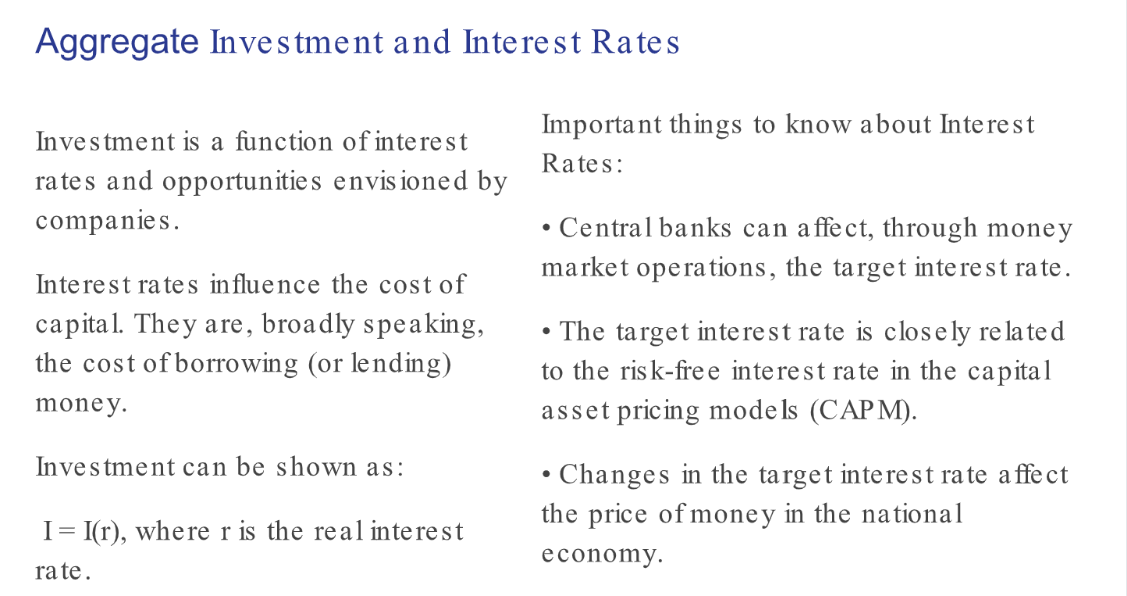 Aggregate Investment and Interest Rates
Investment is a function of interest
rates and opportunities envisioned by
companies.
Interest rates influence the cost of
capital. They are, broadly speaking,
the cost of borrowing (or lending)
money.
Investment can be shown as:
I = I(r), where r is the real interest
rate.
Important things to know about Interest
Rates:
• Central banks can affect, through money
market operations, the target interest rate.
• The target interest rate is closely related
to the risk-free interest rate in the capital
asset pricing models (CAPM).
• Changes in the target interest rate affect
the price of money in the national
economy.